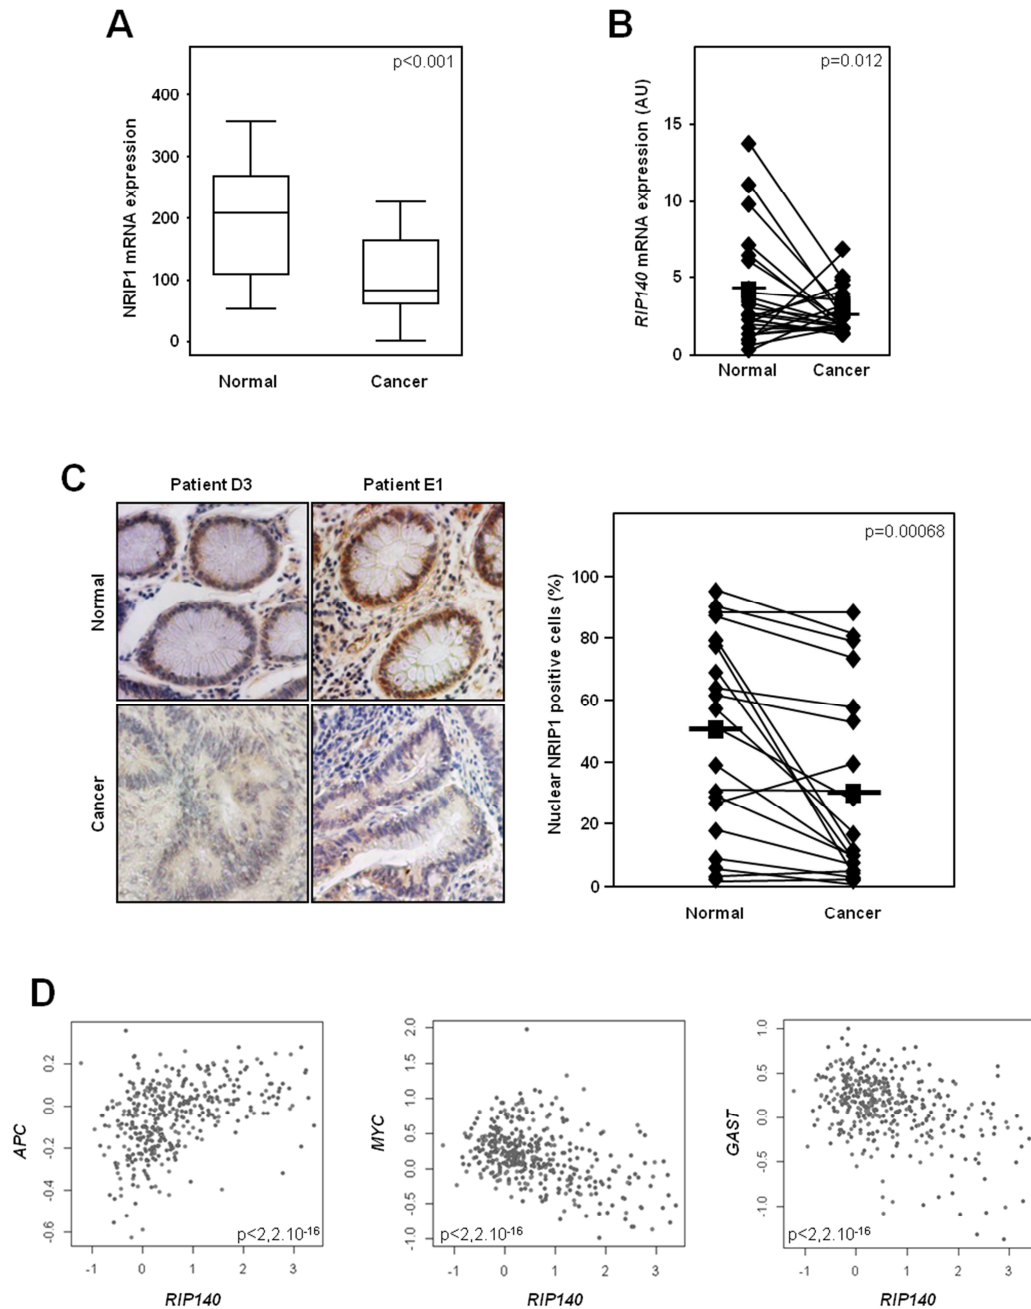 A
B
p<0.001
p=0.012
NRIP1 mRNA expression
400
300
200
100
0
Normal
Cancer
RIP140 mRNA expression (AU)
15
10
5
0
Normal
Cancer
C
Patient D3
Patient E1
Normal
Cancer
p=0.00068
Nuclear NRIP1 positive cells (%)
100
80
60
40
20
0
Normal
Cancer
D
APC
0.2
0.0
-0.2
-0.4
-0.6
p<2,2.10-16
-1
0
1
2
3
RIP140
MYC
2.0
1.5
1.0
0.5
0.0
-0.5
-1.0
p<2,2.10-16
-1
0
1
2
3
RIP140
GAST
1.0
0.5
0.0
-0.5
-1.0
p<2,2.10-16
-1
0
1
2
3
RIP140